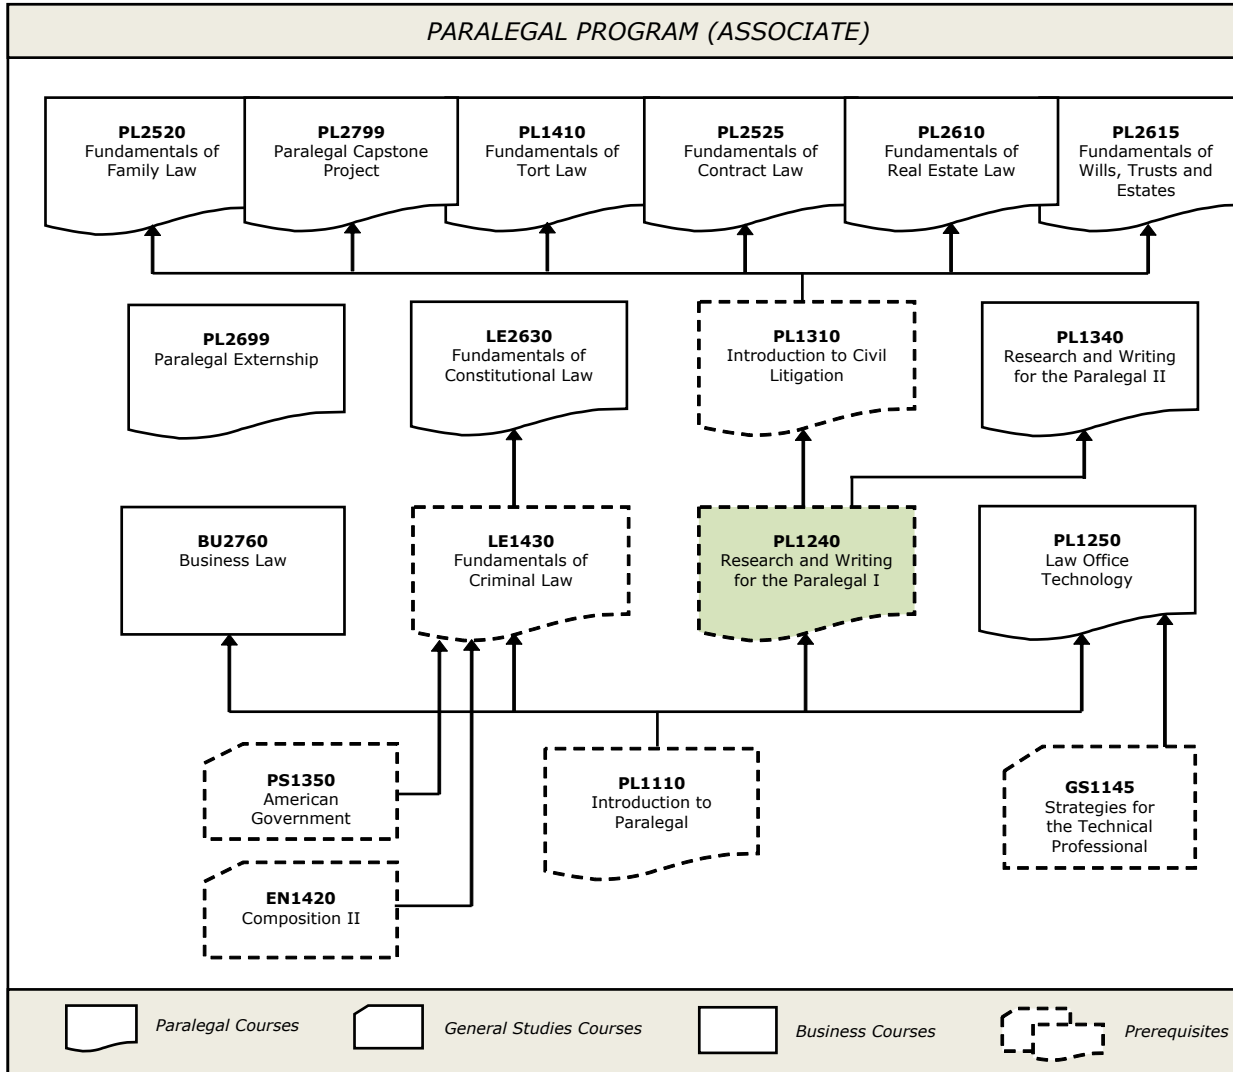 PARALEGAL PROGRAM (ASSOCIATE)
PL2520
Fundamentals of
Family Law
PL2799
Paralegal Capstone
Project
PL1410
Fundamentals of
Tort Law
PL2525
Fundamentals of
Contract Law
PL2610
Fundamentals of
Real Estate Law
PL2615
Fundamentals of
Wills, Trusts and
Estates
PL2699
Paralegal Externship
LE2630
Fundamentals of
Constitutional Law
PL1310
Introduction to Civil
Litigation
PL1340
Research and Writing
for the Paralegal II
BU2760
Business Law
LE1430
Fundamentals of
Criminal Law
PL1240
Research and Writing
for the Paralegal I
PL1250
Law Office
Technology
PS1350
American
Government
PL1110
Introduction to
Paralegal
GS1145
Strategies for
the Technical
Professional
EN1420
Composition II
Paralegal Courses
General Studies Courses
Business Courses
Prerequisites